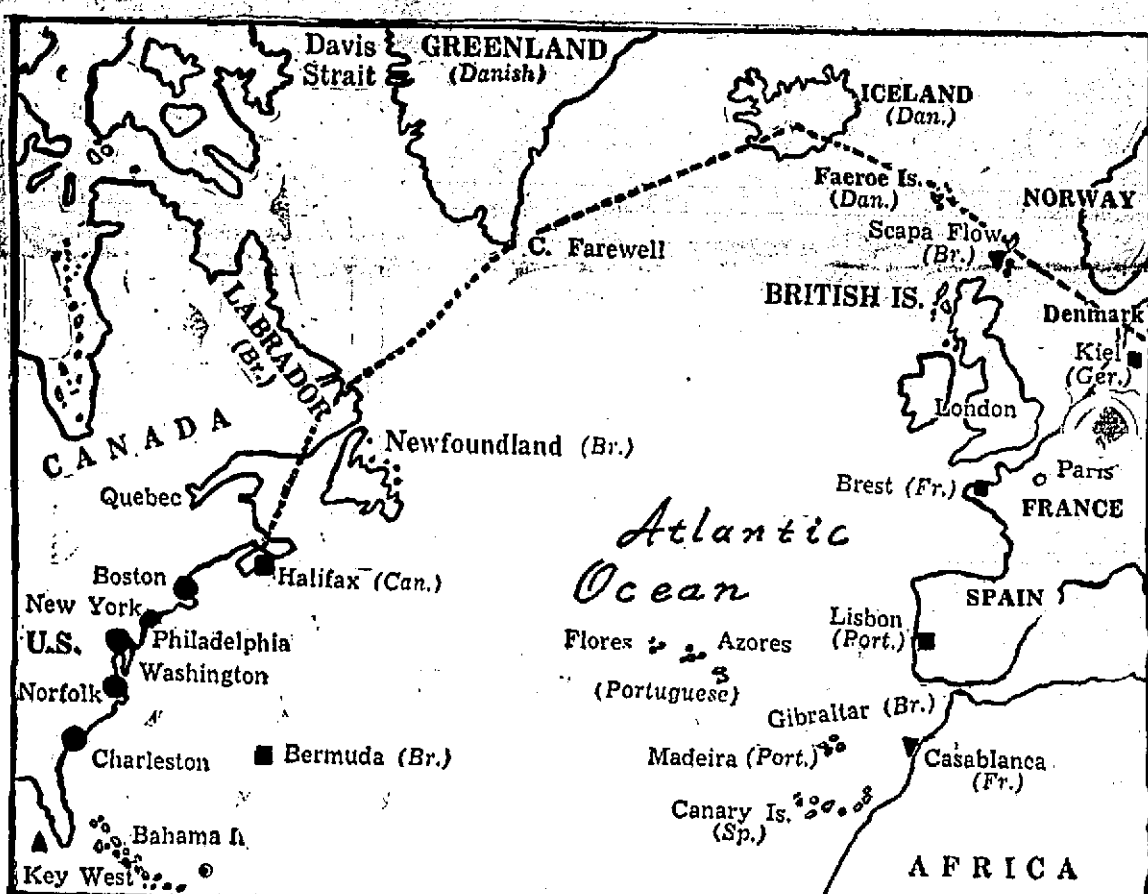 Davis
Strait
GREENLAND
(Danish)
ICELAND
(Dan.)
Faeroe Is.
(Dan.)
NORWAY
Scapa Flow
(Br.)
C. Farewell
BRITISH IS.
Denmark
Kiel
(Ger.)
LABRADOR
(Br.)
London
CANADA
Newfoundland (Br.)
Paris
Quebec
Brest (Fr.)
FRANCE
Atlantic
Ocean
Boston
Halifax (Can.)
New York
SPAIN
U.S.
Philadelphia
Flores
Azores
(Portuguese)
Lisbon
(Port.)
Washington
Norfolk
Gibraltar (Br.)
Charleston
Bermuda (Br.)
Madeira (Port.)
Casablanca
(Fr.)
Canary Is.
(Sp.)
Bahama
Key West
AFRICA